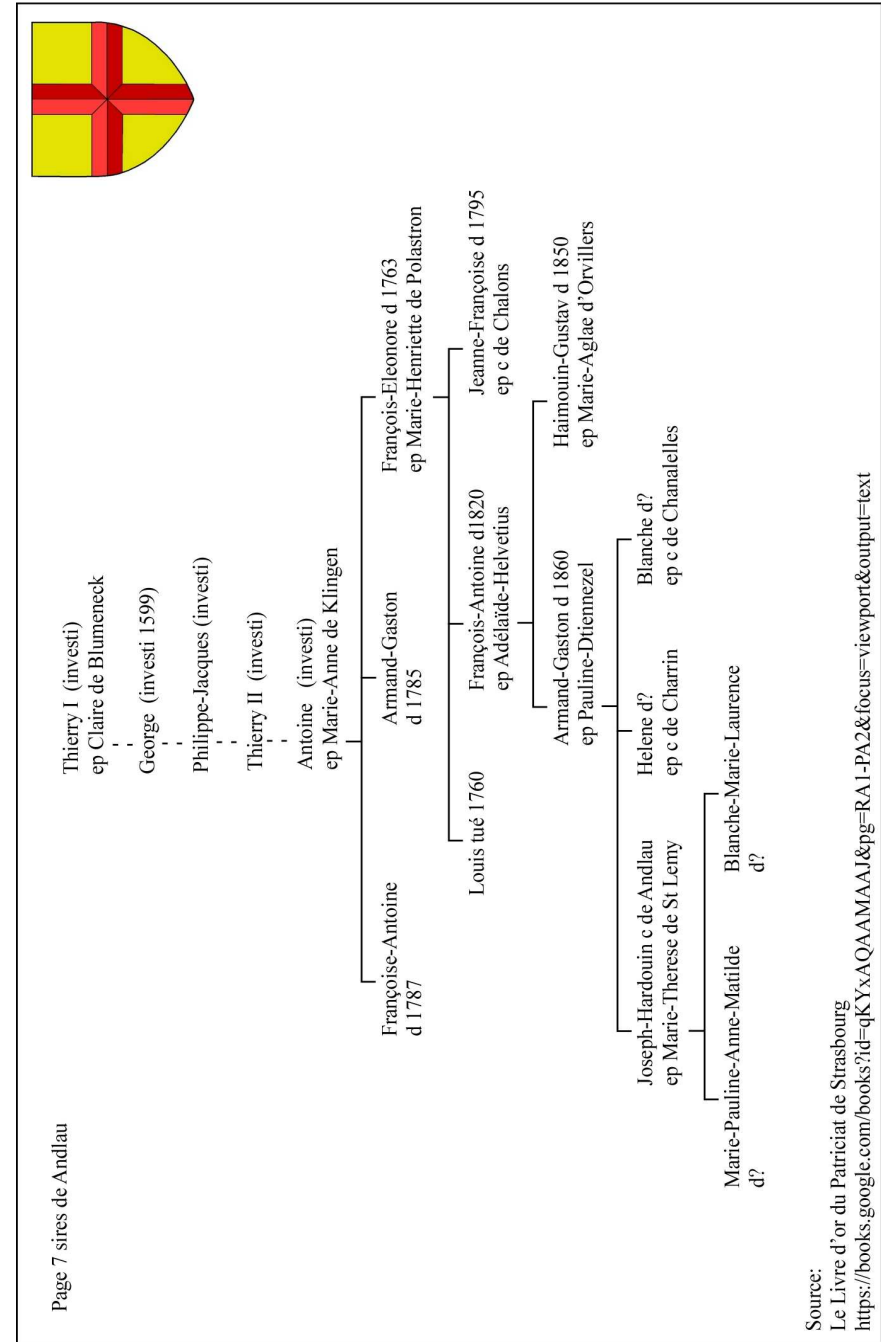 Page 7 sires de Andlau
Thierry I (investi)
ep Claire de Blumeneck
George (investi 1599)
Philippe-Jacques (investi)
Thierry II (investi)
Antoine (investi)
ep Marie-Anne de Klingen
Françoise-Antoine
d 1787
Armand-Gaston
d 1785
François-Eleonore d 1763
ep Marie-Henriette de Polastron
Louis tué 1760
François-Antoine d1820
ep Adélaïde-Helvetius
Jeanne-Françoise d 1795
ep c de Chalons
Armand-Gaston d 1860
ep Pauline-Dtiennezel
Haimouin-Gustav d 1850
ep Marie-Aglae d’Orvillers
Joseph-Hardouin c de Andlau
ep Marie-Therese de St Lemy
Helene d?
ep c de Charrin
Blanche d?
ep c de Chanalelles
Marie-Pauline-Anne-Matilde
d?
Blanche-Marie-Laurence
d?
Source:
Le Livre d’or du Patriciat de Strasbourg
https://books.google.com/books?id=qKYxAQAAMAAJ&pg=RA1-PA2&focus=viewport&output=text